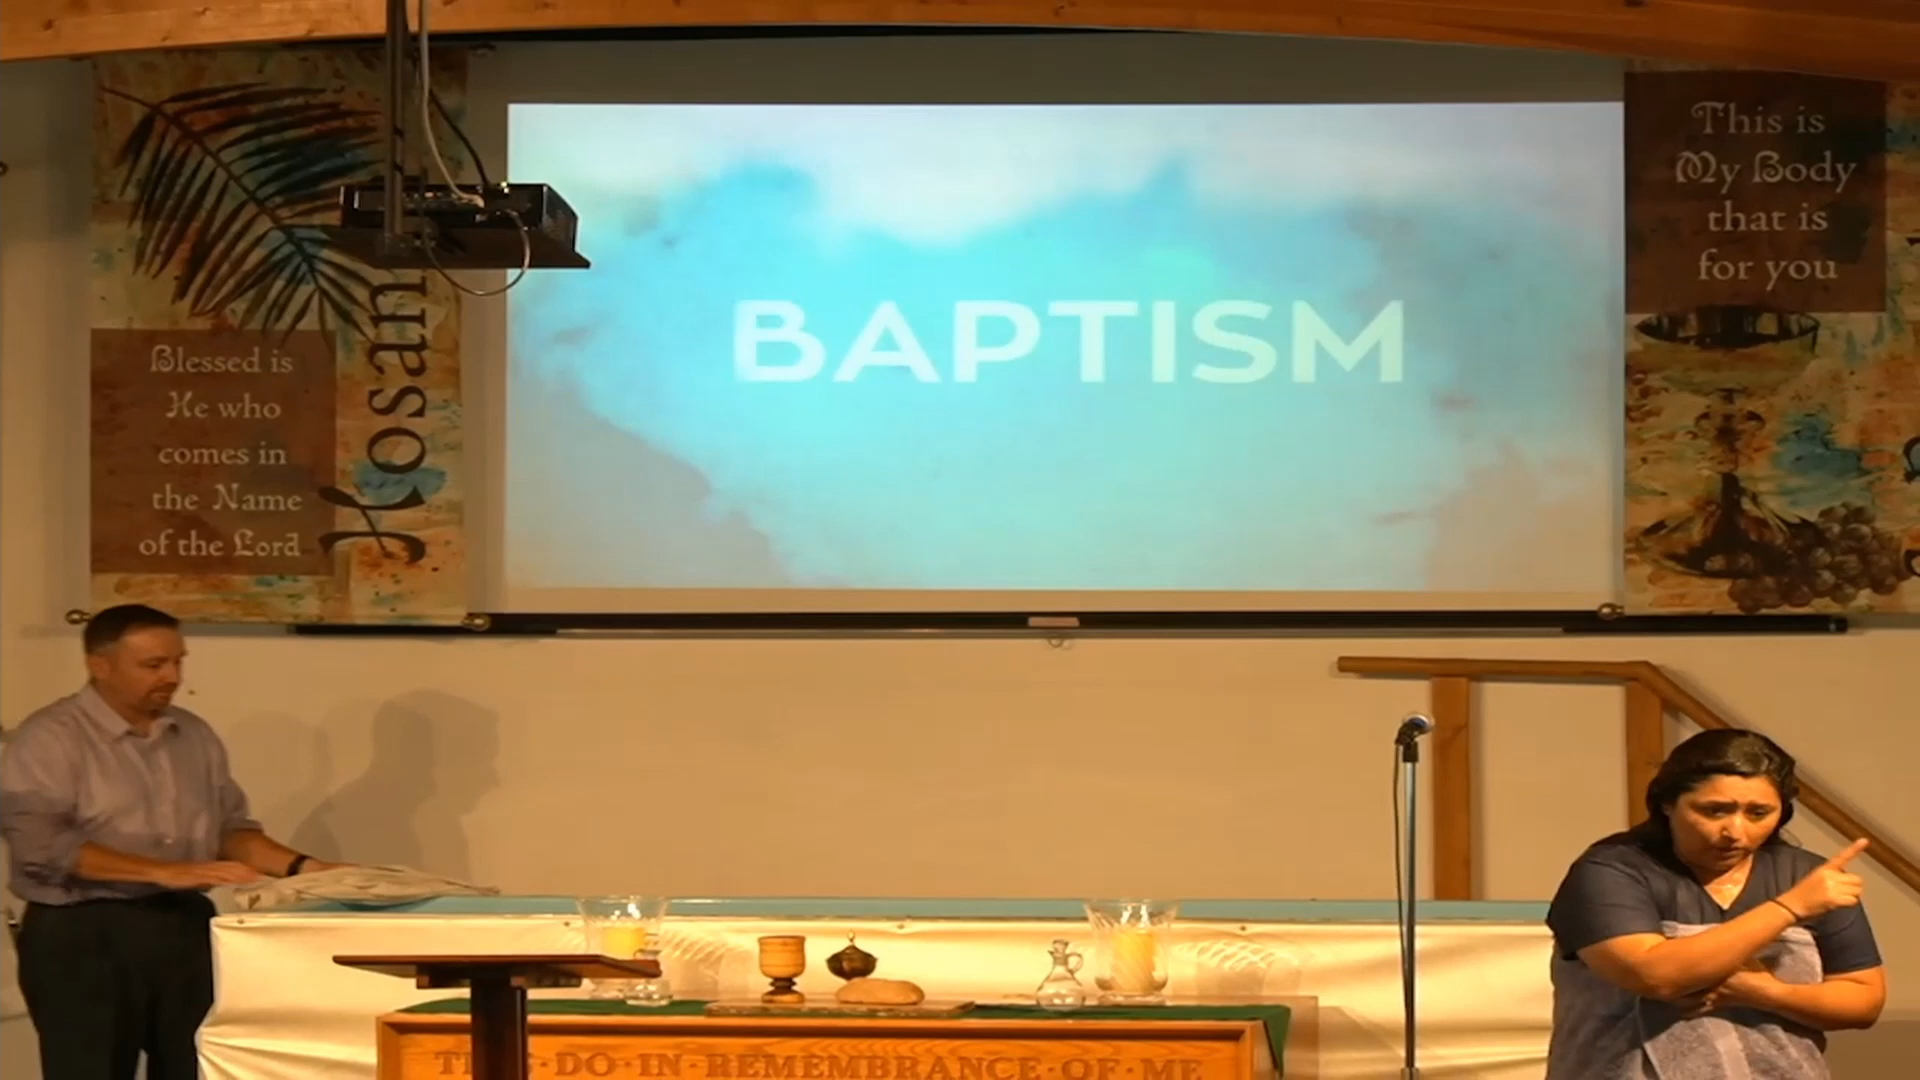 Blessed is
He who
comes in
the Name
of the Lord
Hosan
BAPTISM
This is
My Body
that is
for you
DO·IN·REMEMBRANCE·OF·ME